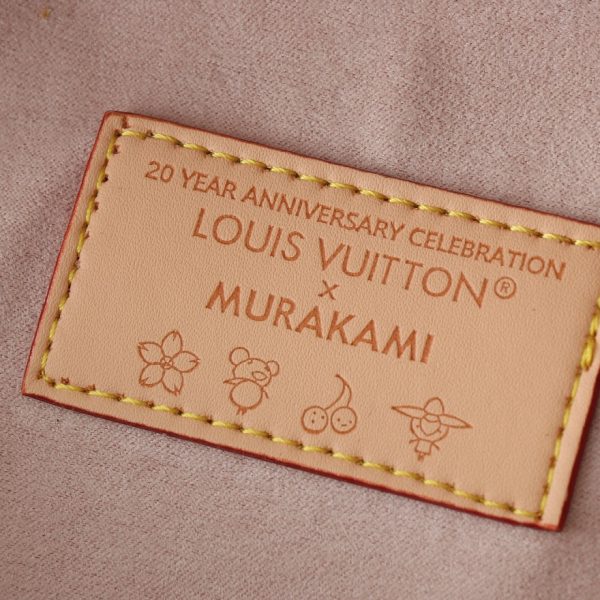 20 YEAR ANNIVERSARY CELEBRATION
LOUIS VUITTON®
x
MURAKAMI